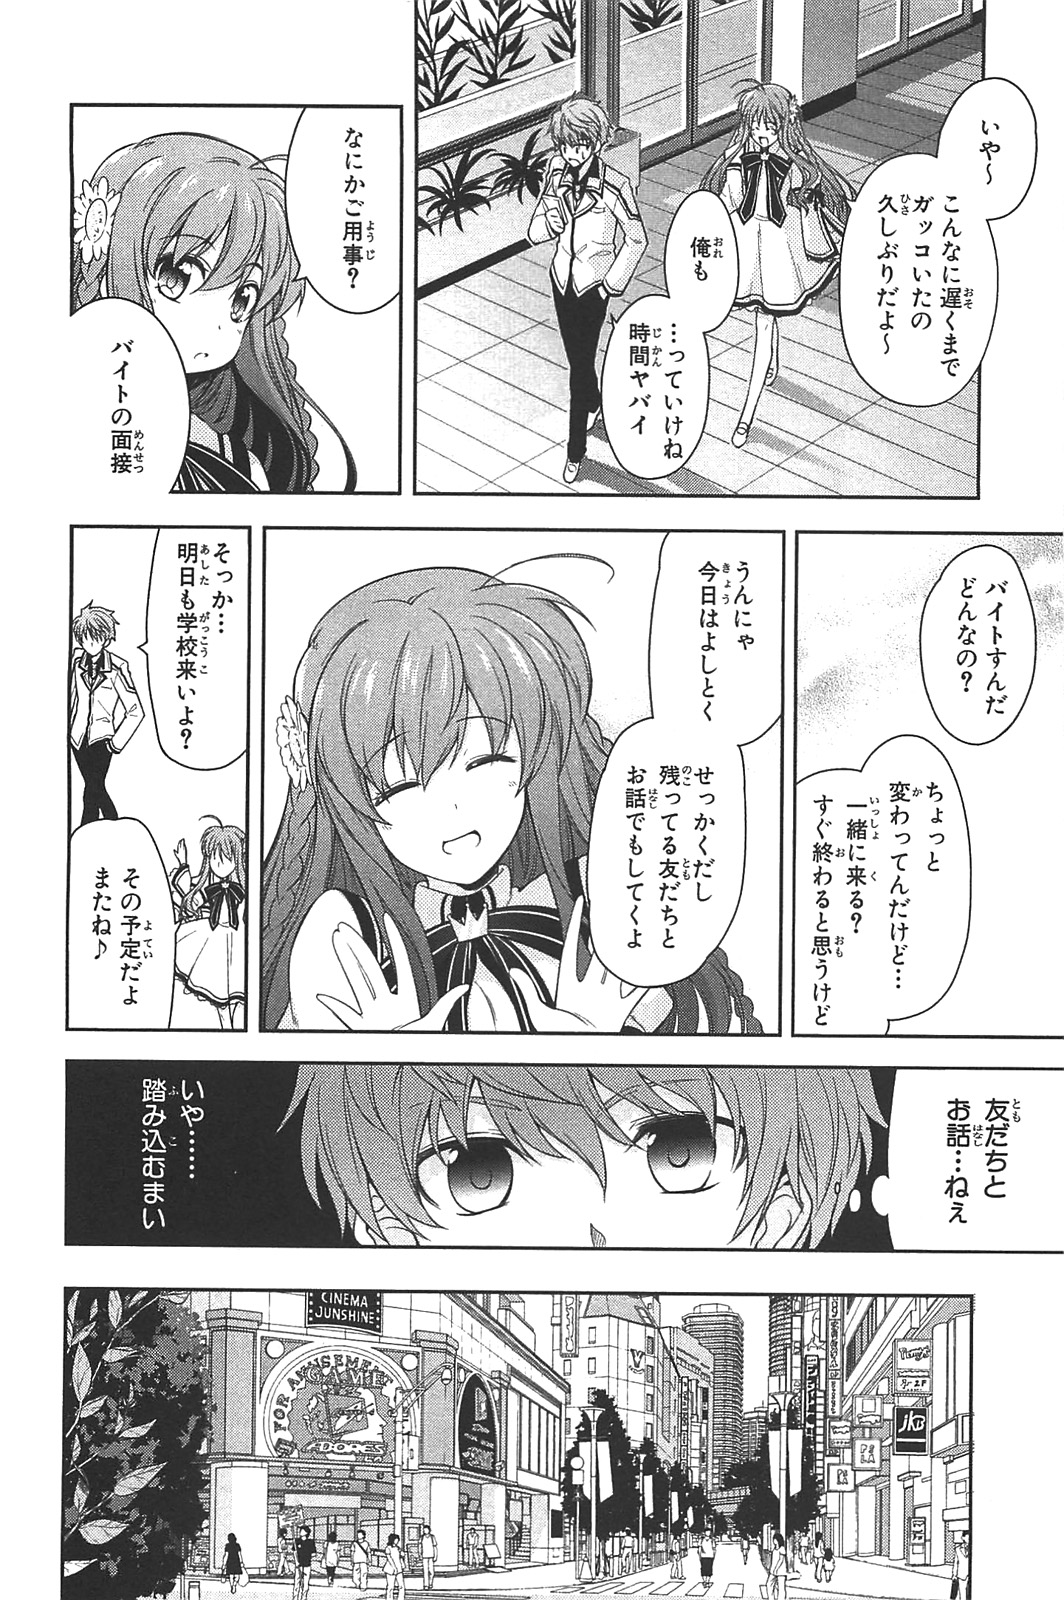 いや〜
こんなに遅くまで
ガッコいたの
久しぶりだよ〜
俺も
…っていけね
時間ヤバイ
なにかご用事？
バイトの面接
バイトすんだ
どんなの？
ちょっと
変わってんだけど…
一緒に来る？
すぐ終わると思うけど
うんにゃ
今日はよしとく
せっかくだし
残ってる友だちと
お話でもしてくよ
そっか…
明日も学校来いよ？
その予定だよ
またね♪
友だちと
お話…ねぇ
いや……
踏み込むまい
CINEMA
JUNSHINE
FOR AMUSEMENT
GAME
ADORES
jKB
2F